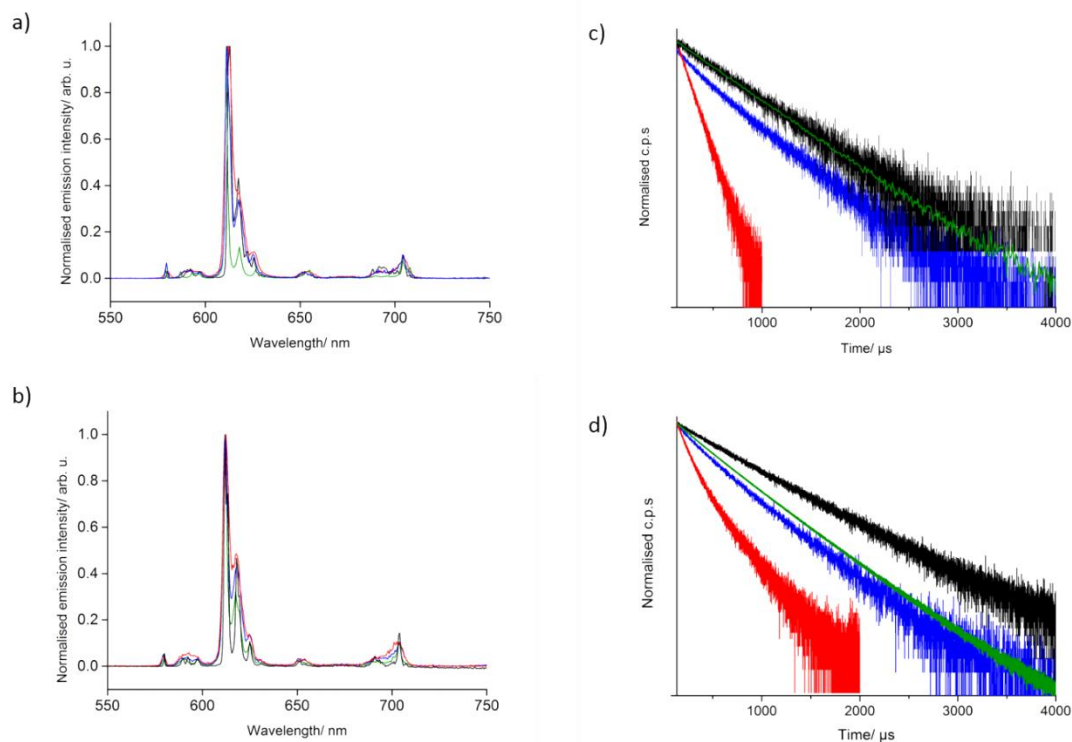 a)
Normalised emission intensity/ arb. u.
1.0
0.8
0.6
0.4
0.2
0.0
550 600 650 700 750
Wavelength/ nm
b)
Normalised emission intensity/ arb. u.
1.0
0.8
0.6
0.4
0.2
0.0
550 600 650 700 750
Wavelength/ nm
c)
Normalised c.p.s
1000 2000 3000 4000
Time/ µs
d)
Normalised c.p.s
1000 2000 3000 4000
Time/ µs